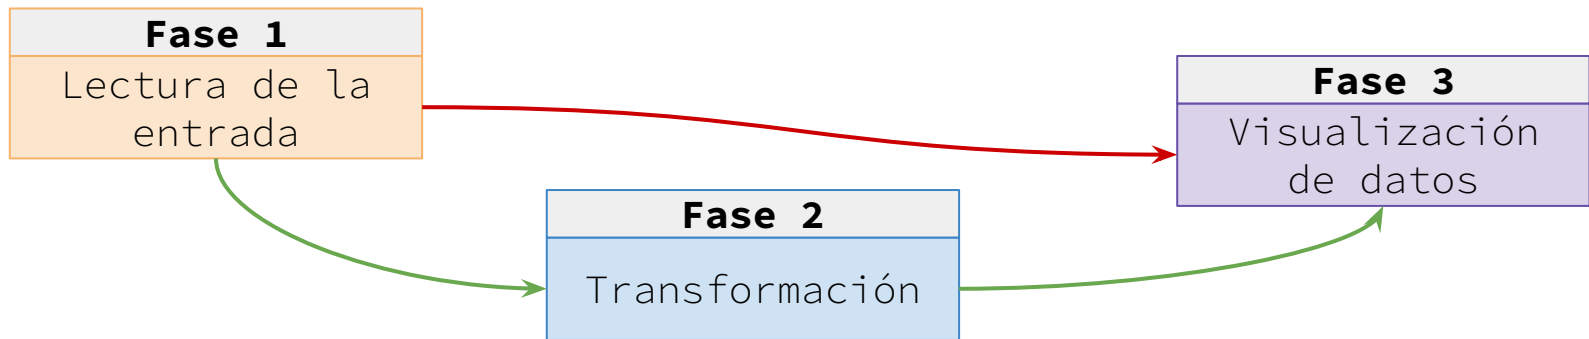 Fase 1
Lectura de la
entrada
Fase 2
Transformación
Fase 3
Visualización
de datos